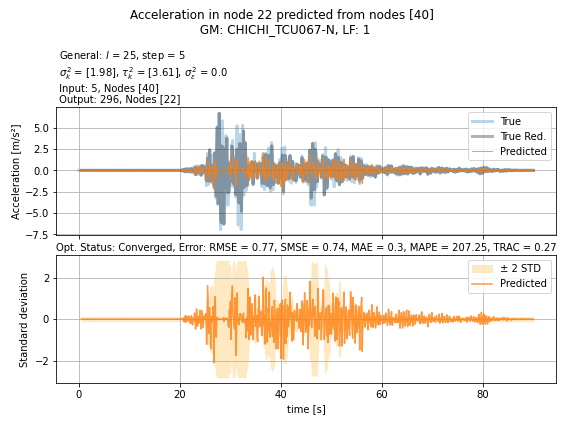 Acceleration in node 22 predicted from nodes [40]
GM: CHICHI_TCU067-N, LF: 1
General: l = 25, step = 5
σ²_k = [1.98], τ²_k = [3.61], σ²_ε = 0.0
Input: 5, Nodes [40]
Output: 296, Nodes [22]
Acceleration [m/s²]
5.0
2.5
0.0
−2.5
−5.0
−7.5
True
True Red.
Predicted
Opt. Status: Converged, Error: RMSE = 0.77, SMSE = 0.74, MAE = 0.3, MAPE = 207.25, TRAC = 0.27
Standard deviation
2
0
−2
± 2 STD
Predicted
0 20 40 60 80
time [s]